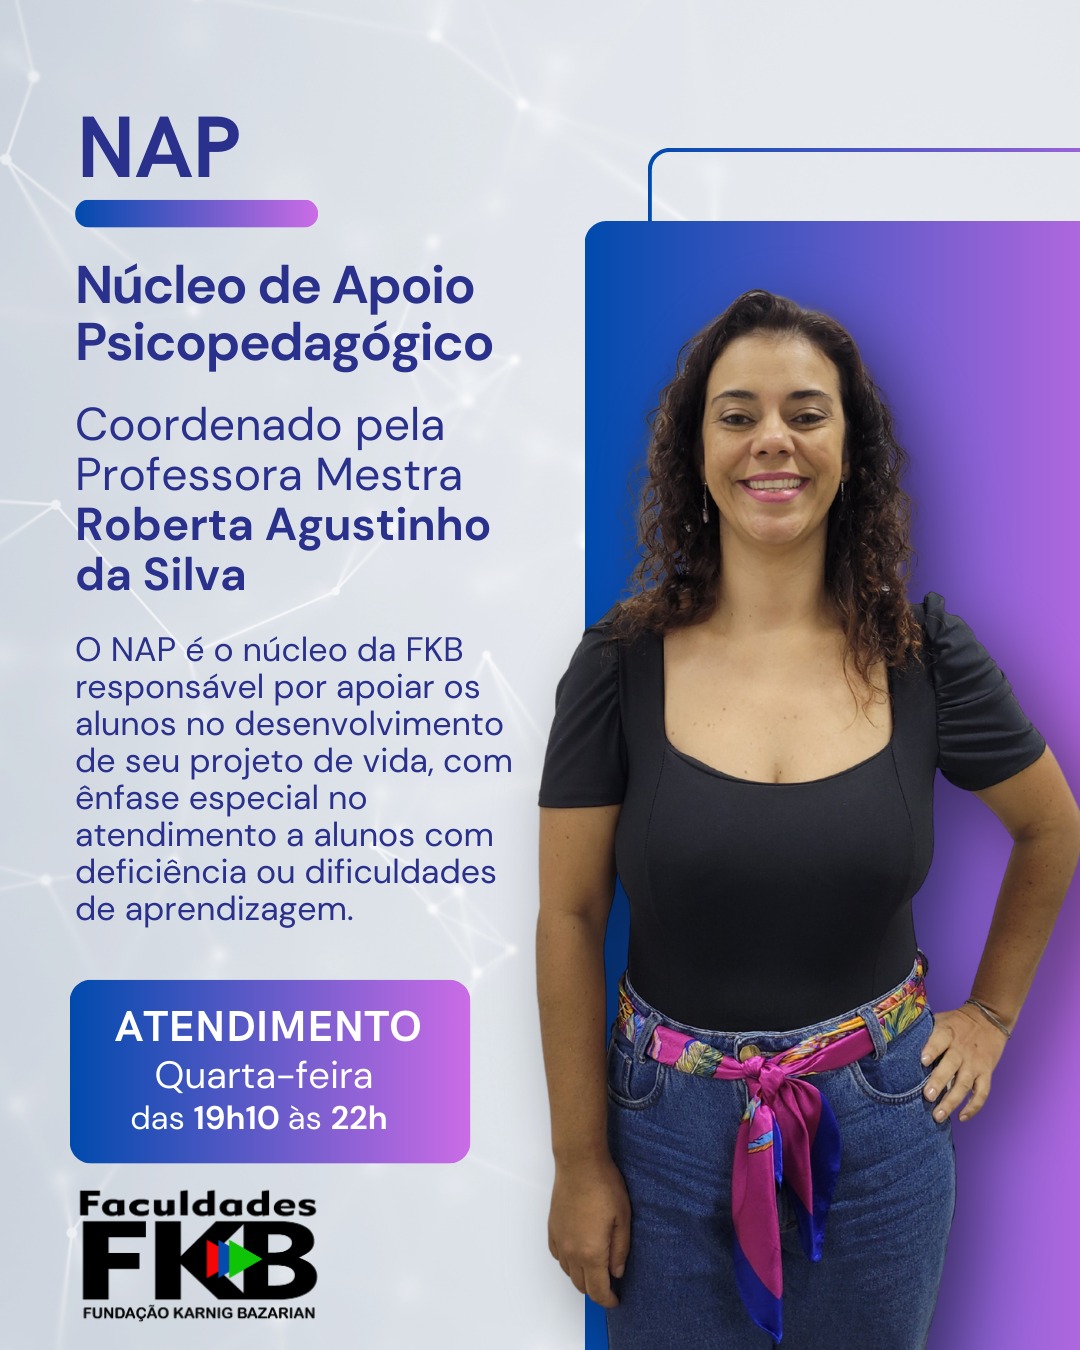 NAP
Núcleo de Apoio
Psicopedagógico
Coordenado pela
Professora Mestra
Roberta Agustinho
da Silva
O NAP é o núcleo da FKB
responsável por apoiar os
alunos no desenvolvimento
de seu projeto de vida, com
ênfase especial no
atendimento a alunos com
deficiência ou dificuldades
de aprendizagem.
ATENDIMENTO
Quarta-feira
das 19h10 às 22h
Faculdades
FKB
FUNDAÇÃO KARNIG BAZARIAN